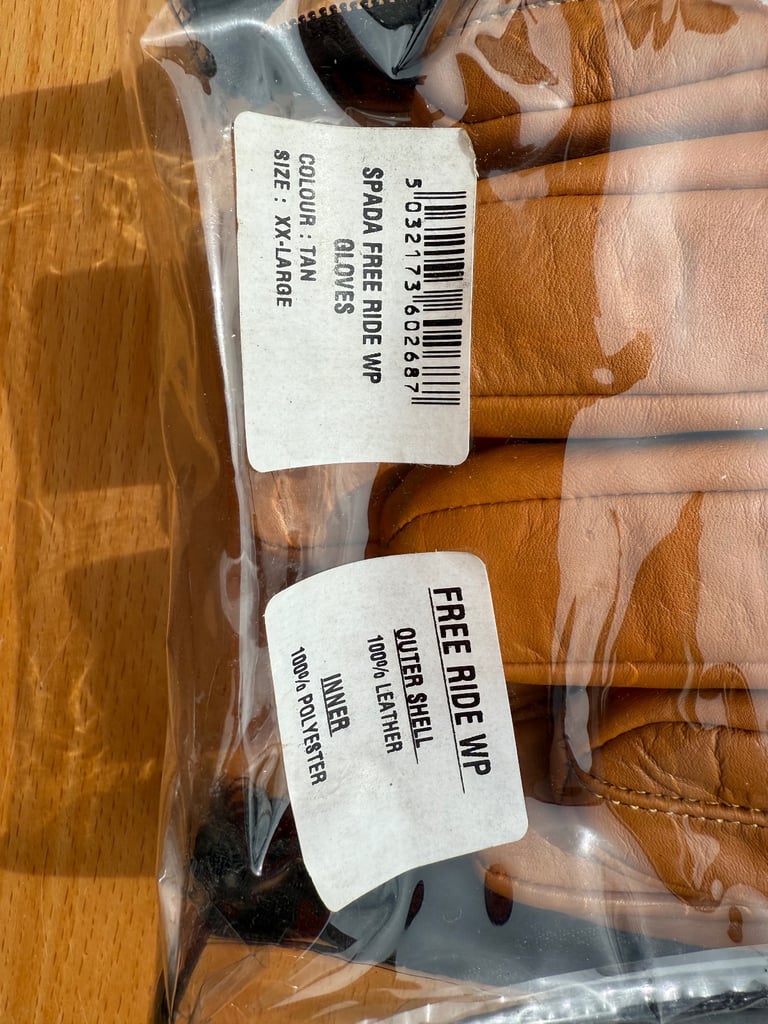 5 032173 602687
SPADA FREE RIDE WP
GLOVES
COLOUR : TAN
SIZE : XX-LARGE
FREE RIDE WP
OUTER SHELL
100% LEATHER
INNER
100% POLYESTER